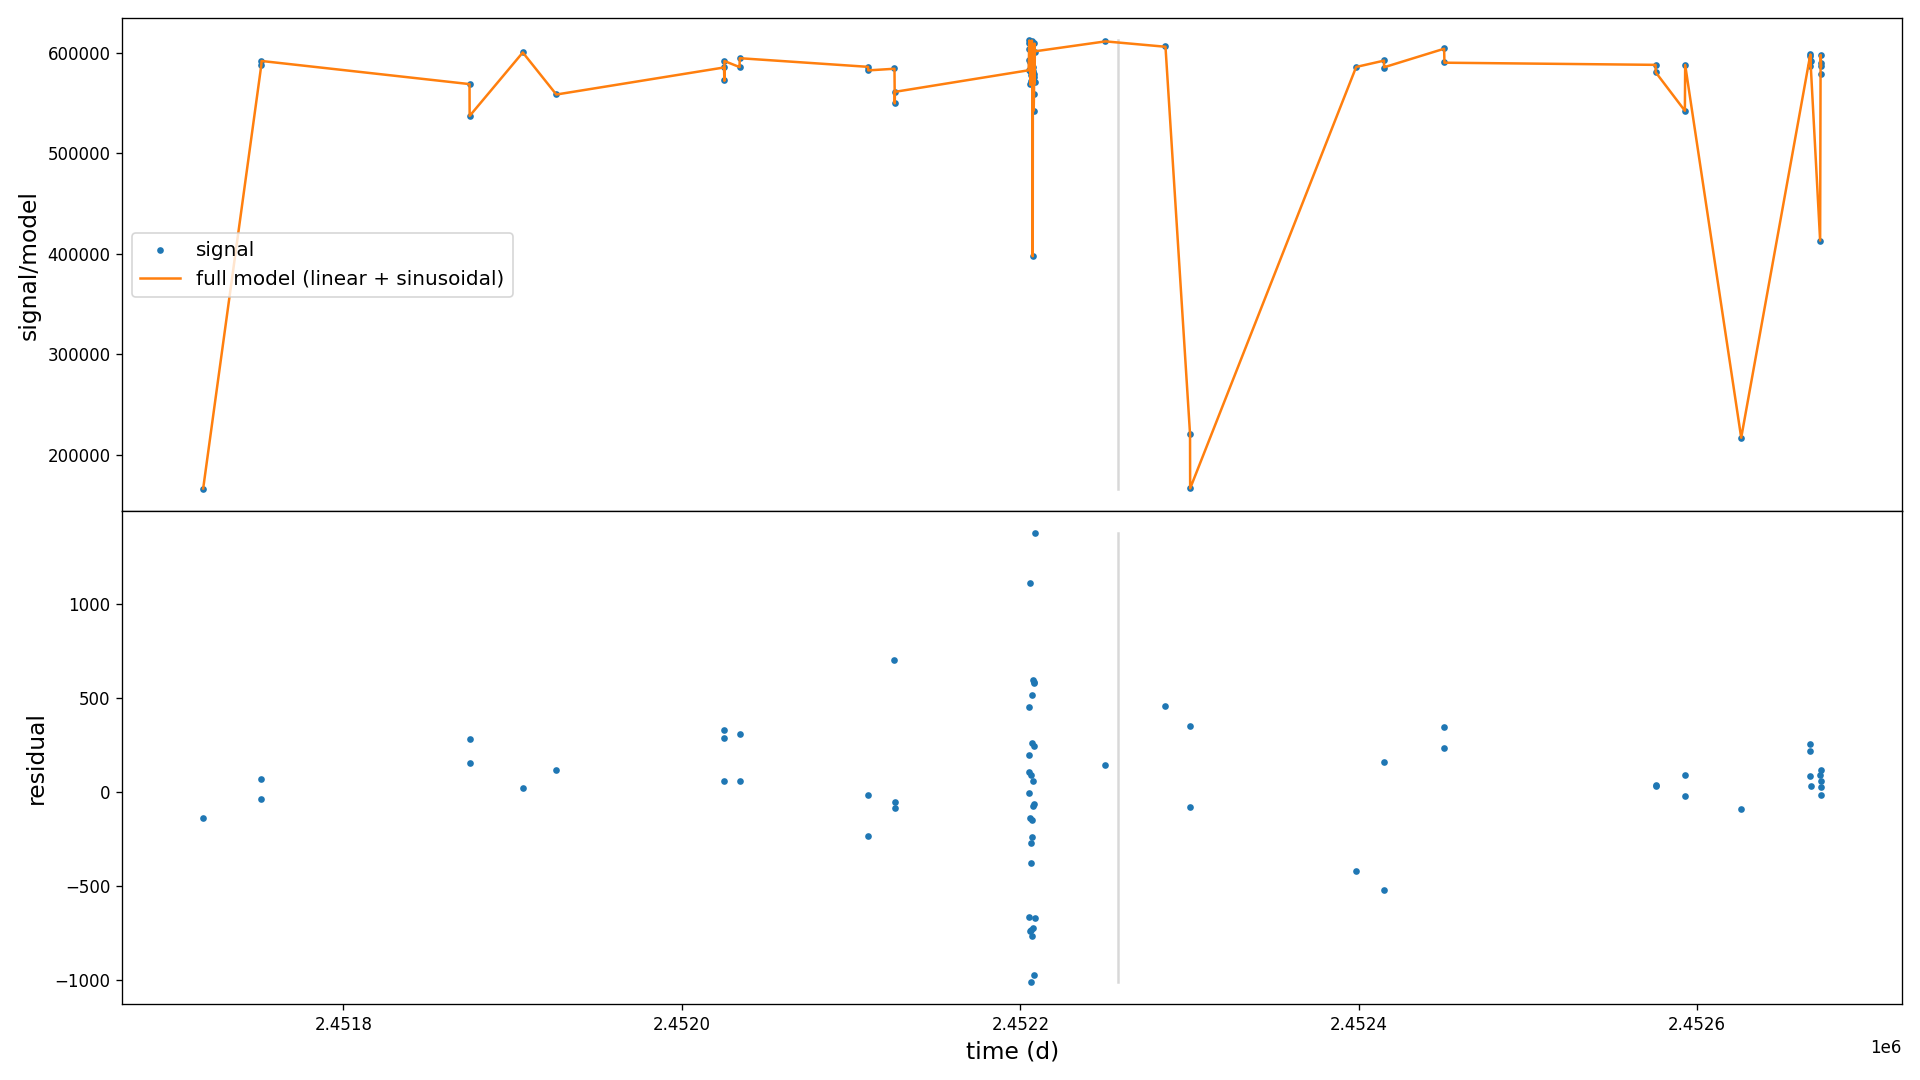 600000
500000
400000
300000
200000
signal/model
signal
full model (linear + sinusoidal)
1000
500
0
−500
−1000
residual
2.4518
2.4520
2.4522
2.4524
2.4526
1e6
time (d)